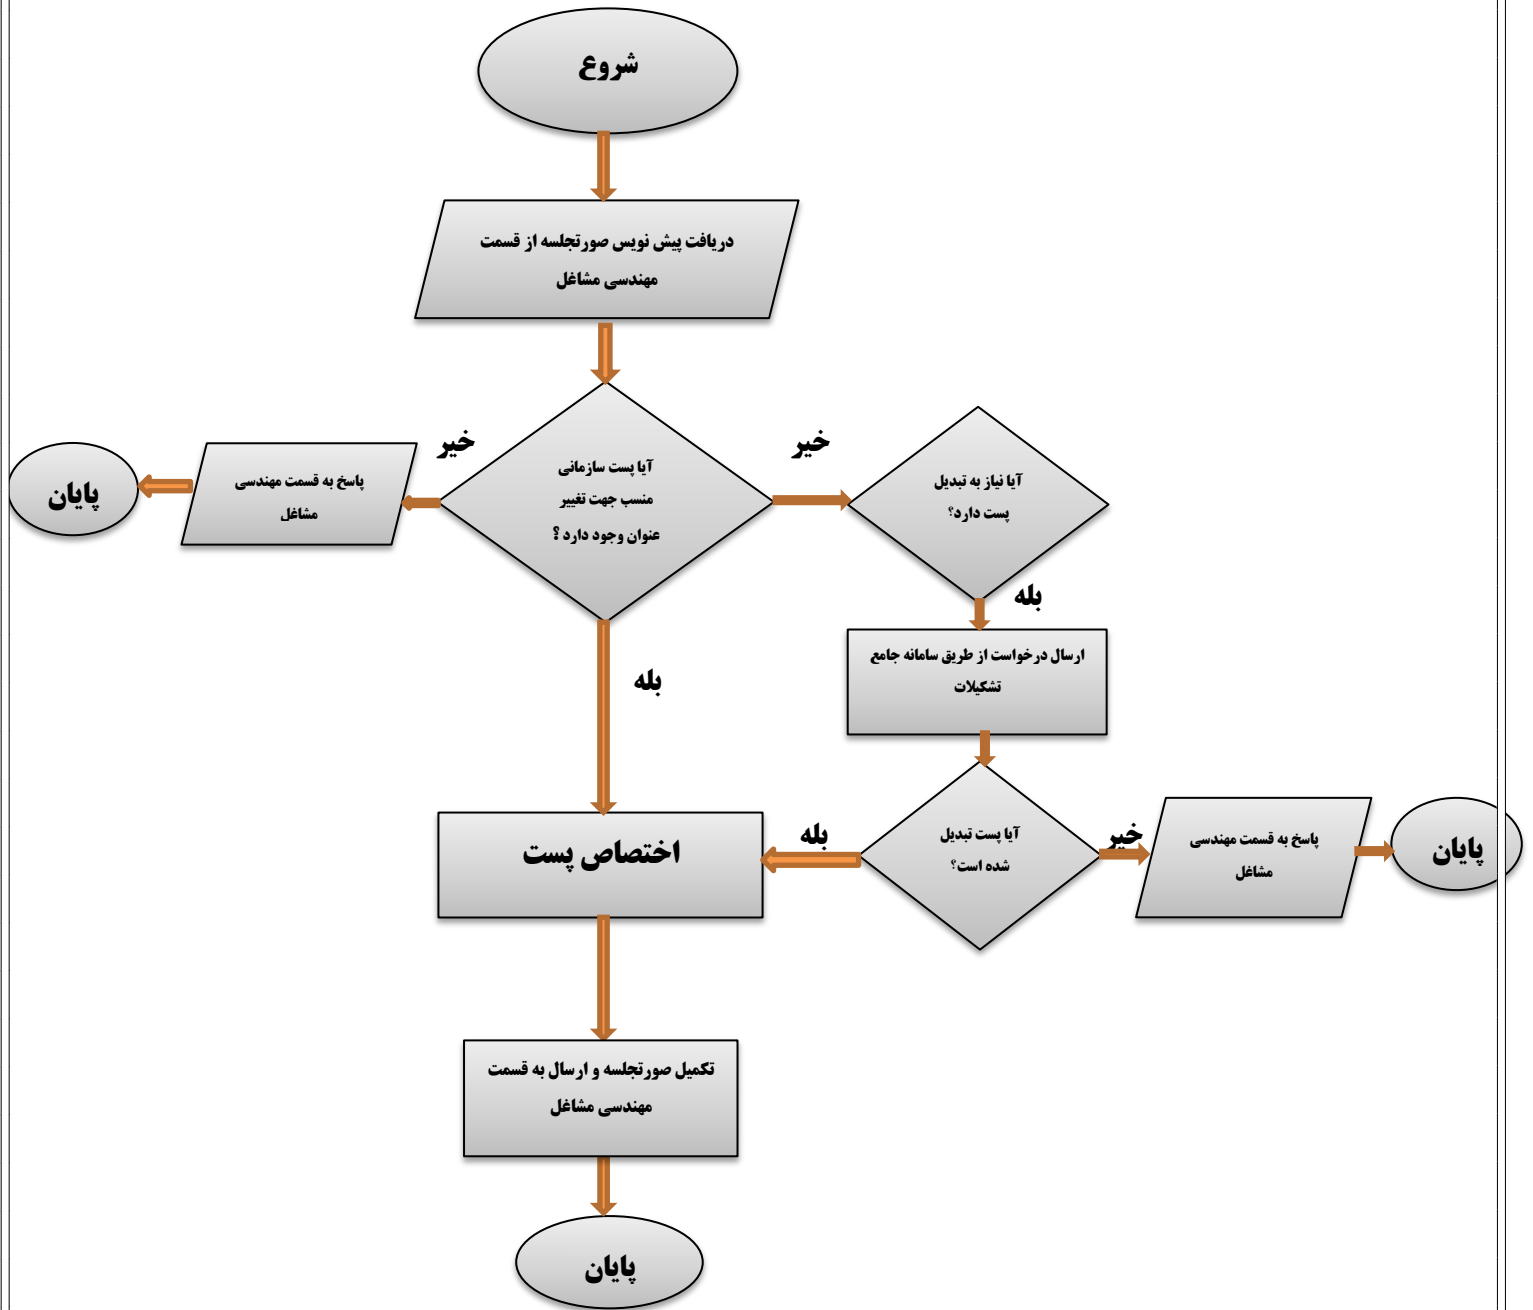 شروع
دریافت پیش نویس صورتجلسه از قسمت
مهندسی مشاغل
خیر
خیر
آیا پست سازمانی
منسب جهت تغییر
عنوان وجود دارد ؟
آیا نیاز به تبدیل
پست دارد؟
پاسخ به قسمت مهندسی
مشاغل
پایان
بله
ارسال درخواست از طریق سامانه جامع
تشکیلات
بله
آیا پست تبدیل
شده است؟
خیر
بله
پاسخ به قسمت مهندسی
مشاغل
پایان
اختصاص پست
تکمیل صورتجلسه و ارسال به قسمت
مهندسی مشاغل
پایان